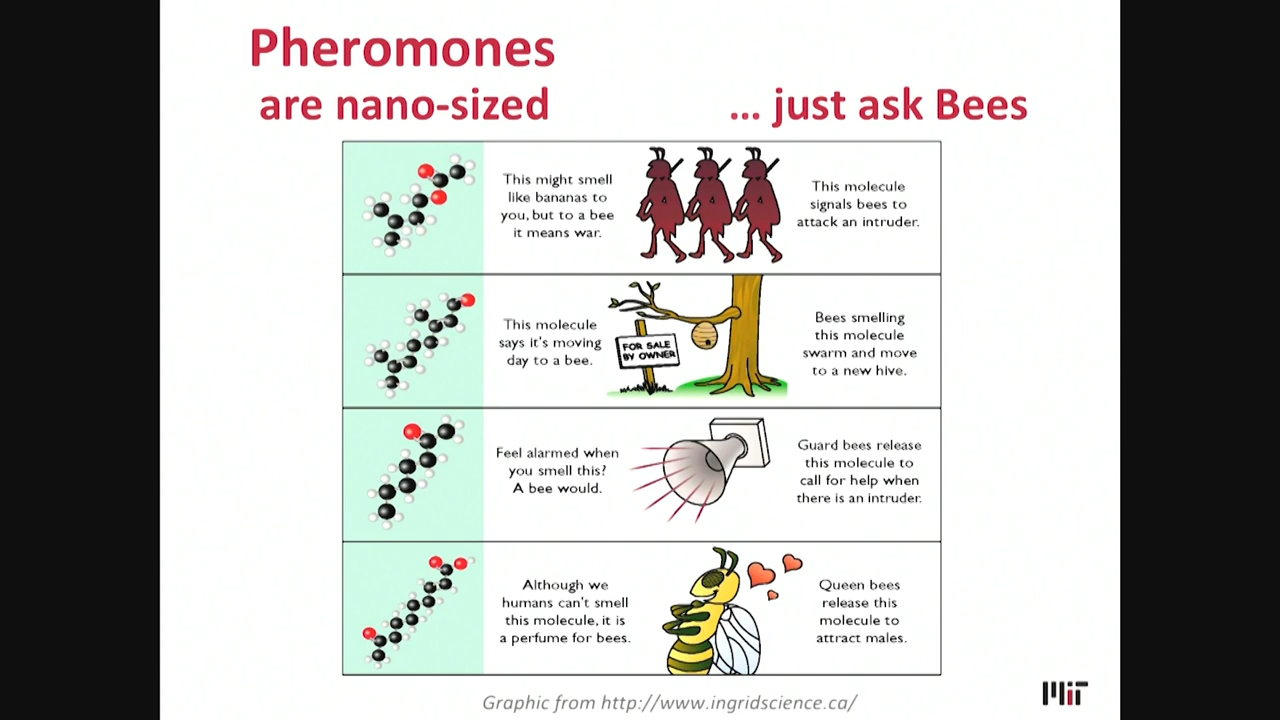 Pheromones
are nano-sized
... just ask Bees
This might smell
like bananas to
you, but to a bee
it means war.
This molecule
signals bees to
attack an intruder.
This molecule
says it's moving
day to a bee.
FOR SALE
BY OWNER
Bees smelling
this molecule
swarm and move
to a new hive.
Feel alarmed when
you smell this?
A bee would.
Guard bees release
this molecule to
call for help when
there is an intruder.
Although we
humans can't smell
this molecule, it is
a perfume for bees.
Queen bees
release this
molecule to
attract males.
Graphic from http://www.ingridscience.ca/
MIT